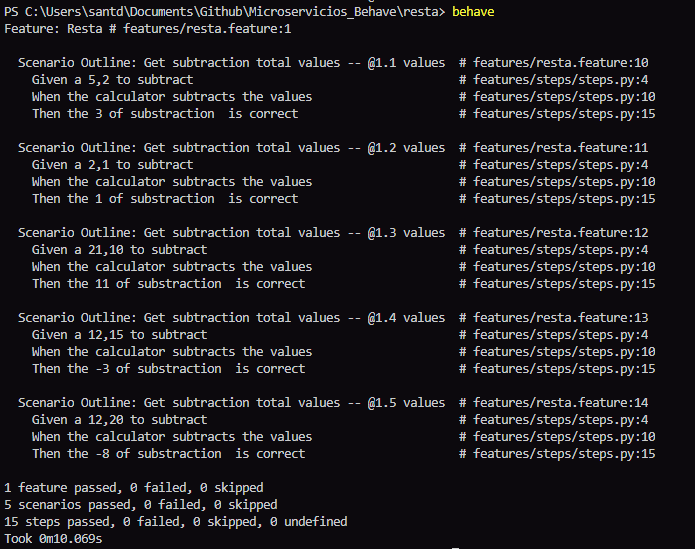 PS C:\Users\santd\Documents\Github\Microservicios_Behave\resta> behave
Feature: Resta # features/resta.feature:1
Scenario Outline: Get subtraction total values -- @1.1 values  # features/resta.feature:10
Given a 5,2 to subtract # features/steps/steps.py:4
When the calculator subtracts the values # features/steps/steps.py:10
Then the 3 of substraction  is correct # features/steps/steps.py:15
Scenario Outline: Get subtraction total values -- @1.2 values  # features/resta.feature:11
Given a 2,1 to subtract # features/steps/steps.py:4
When the calculator subtracts the values # features/steps/steps.py:10
Then the 1 of substraction  is correct # features/steps/steps.py:15
Scenario Outline: Get subtraction total values -- @1.3 values  # features/resta.feature:12
Given a 21,10 to subtract # features/steps/steps.py:4
When the calculator subtracts the values # features/steps/steps.py:10
Then the 11 of substraction  is correct # features/steps/steps.py:15
Scenario Outline: Get subtraction total values -- @1.4 values  # features/resta.feature:13
Given a 12,15 to subtract # features/steps/steps.py:4
When the calculator subtracts the values # features/steps/steps.py:10
Then the -3 of substraction  is correct # features/steps/steps.py:15
Scenario Outline: Get subtraction total values -- @1.5 values  # features/resta.feature:14
Given a 12,20 to subtract # features/steps/steps.py:4
When the calculator subtracts the values # features/steps/steps.py:10
Then the -8 of substraction  is correct # features/steps/steps.py:15
1 feature passed, 0 failed, 0 skipped
5 scenarios passed, 0 failed, 0 skipped
15 steps passed, 0 failed, 0 skipped, 0 undefined
Took 0m10.069s